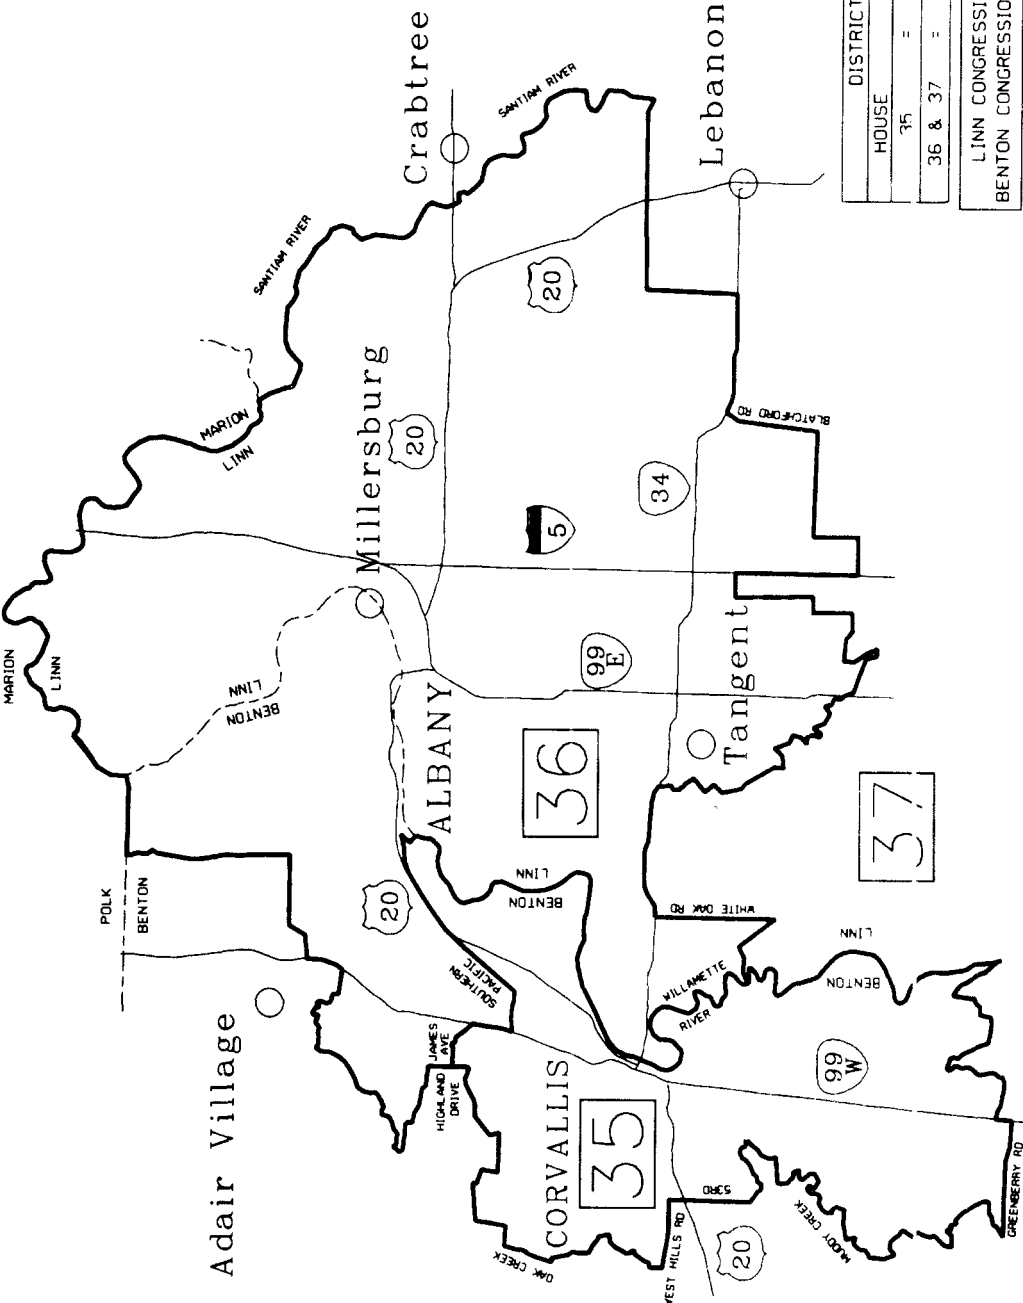 Crabtree
Lebanon
Millersburg
ALBANY
Tangent
Adair Village
CORVALLIS
SANTIAM RIVER
SANTIAM RIVER
MARION
LINN
MARION
LINN
LINN
BENTON
POLK
BENTON
LINN
BENTON
LINN
BENTON
20
20
20
20
5
34
99
E
99
W
35
36
37
BLATCHFORD RD
WHITE OAK RD
WILLAMETTE
RIVER
SOUTHERN
PACIFIC
JAMES
AVE
HIGHLAND
DRIVE
OAK CREEK
WEST HILLS RD
53RD
MUDDY CREEK
GREENBERRY RD
DISTRICT
HOUSE
35 =
36 & 37 =
LINN CONGRESSI
BENTON CONGRESSIO